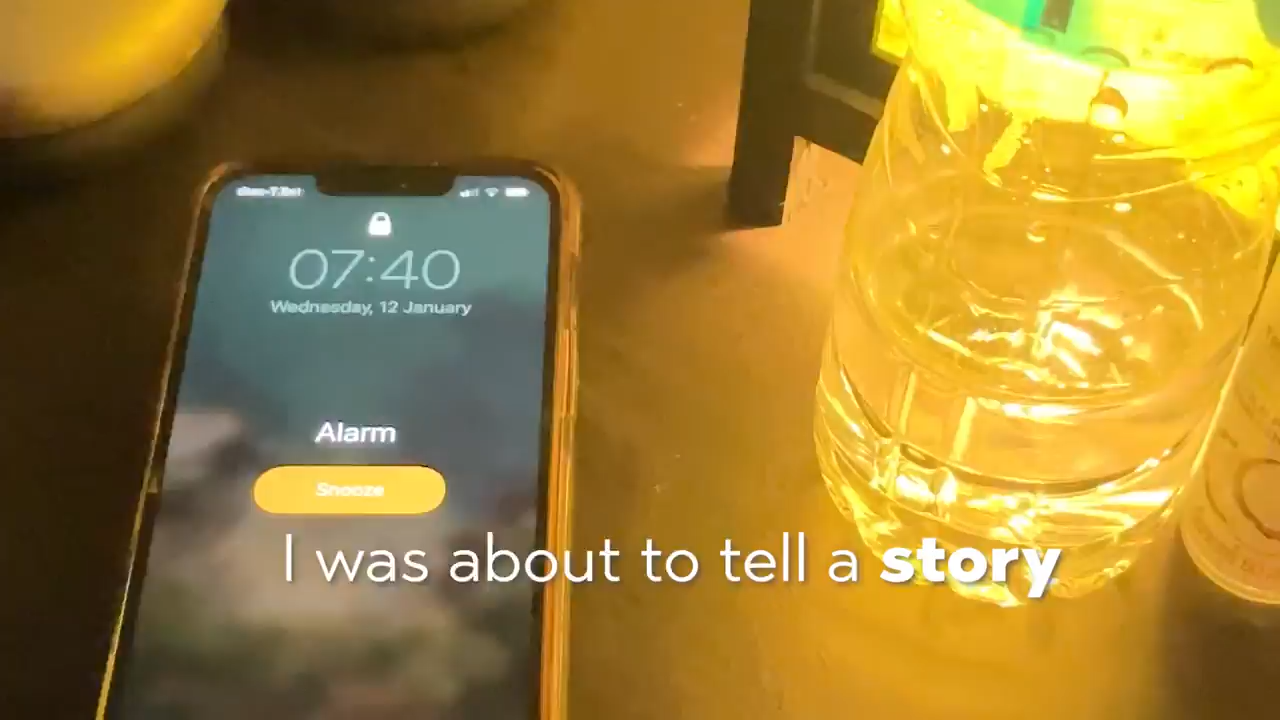 07:40
Wednesday, 12 January
Alarm
Snooze
I was about to tell a story